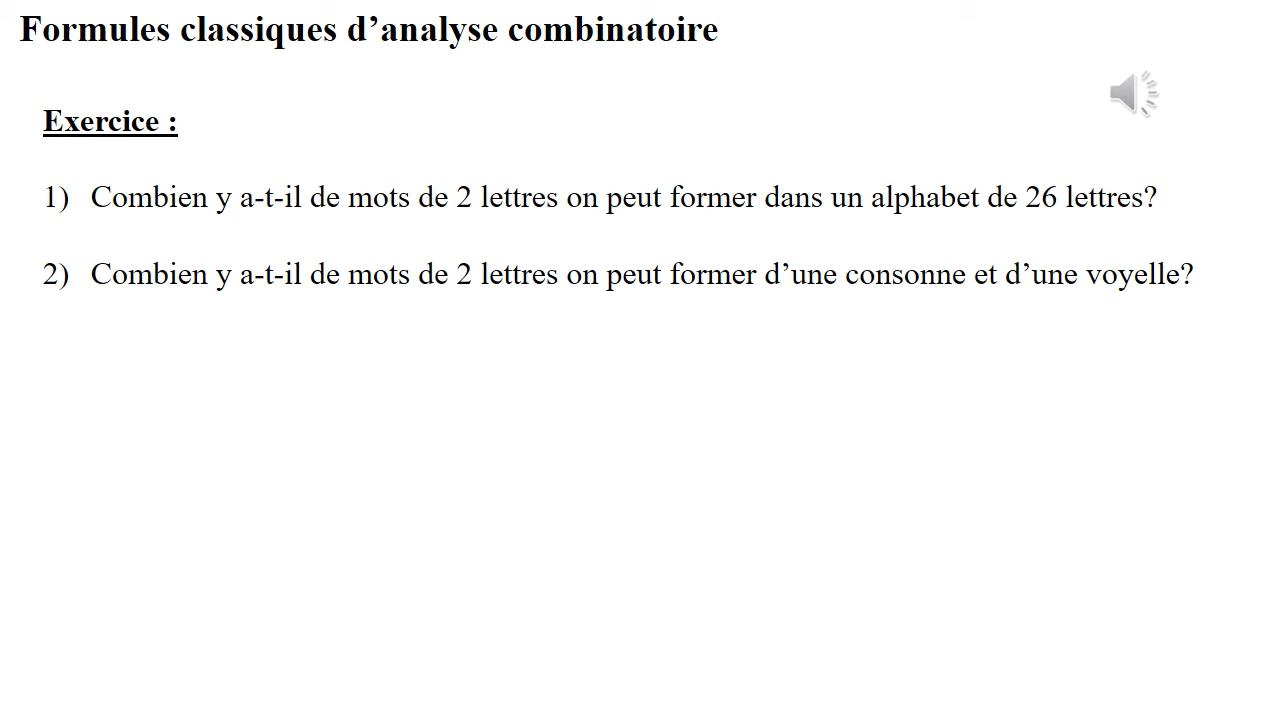 Formules classiques d’analyse combinatoire
Exercice :
1) Combien y a-t-il de mots de 2 lettres on peut former dans un alphabet de 26 lettres?
2) Combien y a-t-il de mots de 2 lettres on peut former d’une consonne et d’une voyelle?